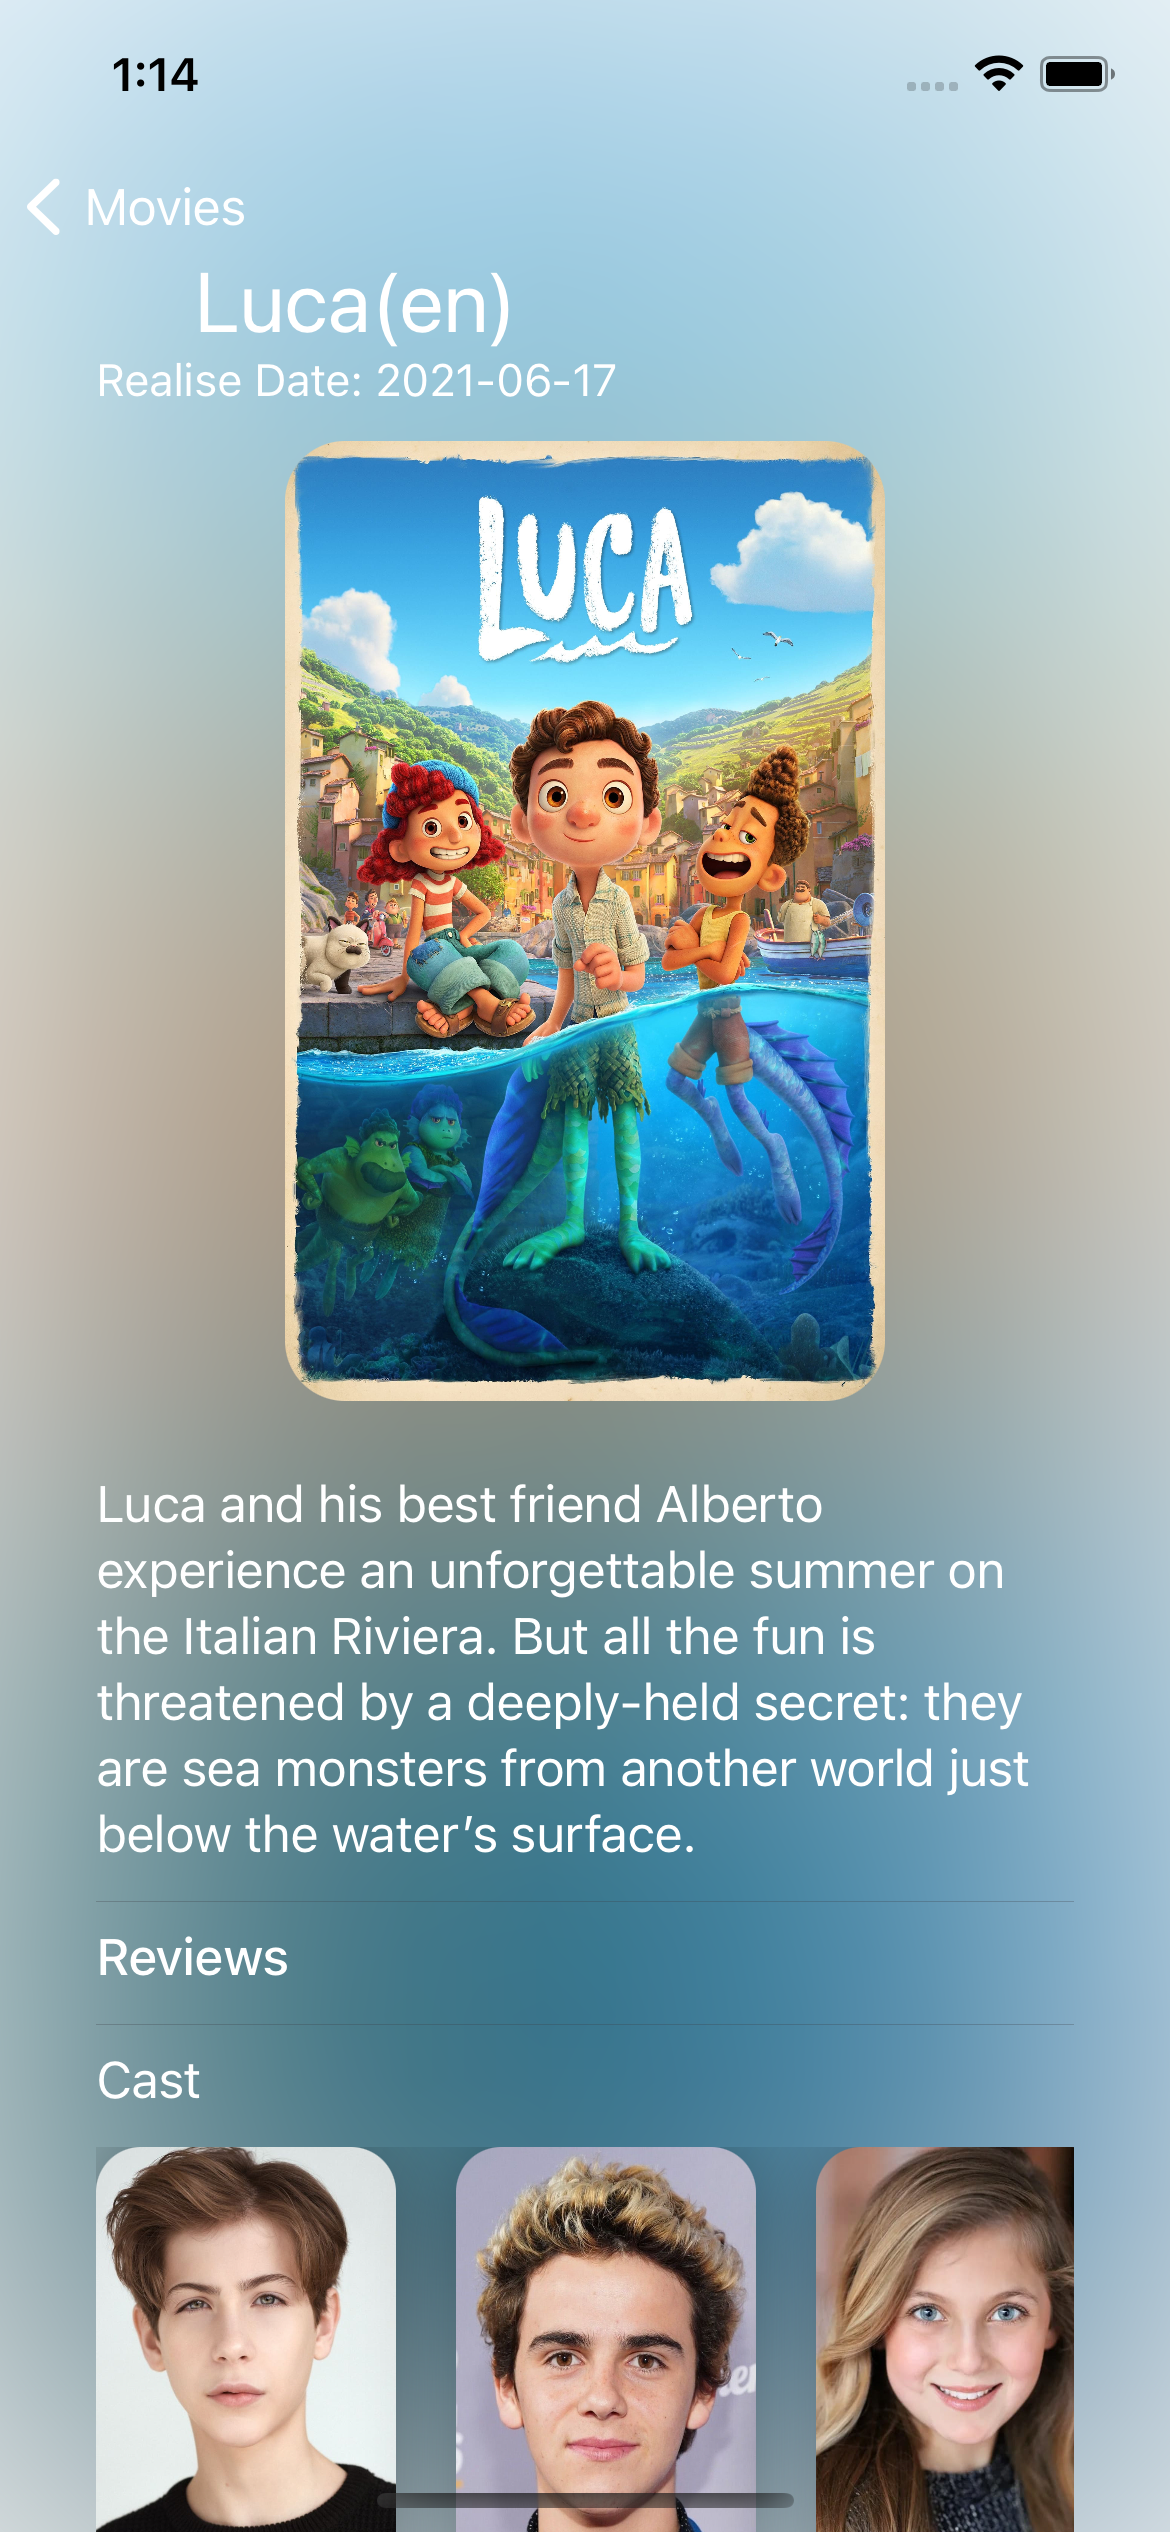 1:14
Movies
Luca(en)
Realise Date: 2021-06-17
LUCA
Luca and his best friend Alberto
experience an unforgettable summer on
the Italian Riviera. But all the fun is
threatened by a deeply-held secret: they
are sea monsters from another world just
below the water’s surface.
Reviews
Cast